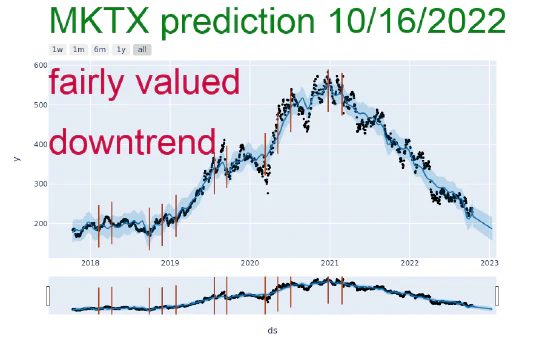 MKTX prediction 10/16/2022
1w 1m 6m 1y all
fairly valued
downtrend
600
500
400
300
200
y
2018 2019 2020 2021 2022 2023
ds